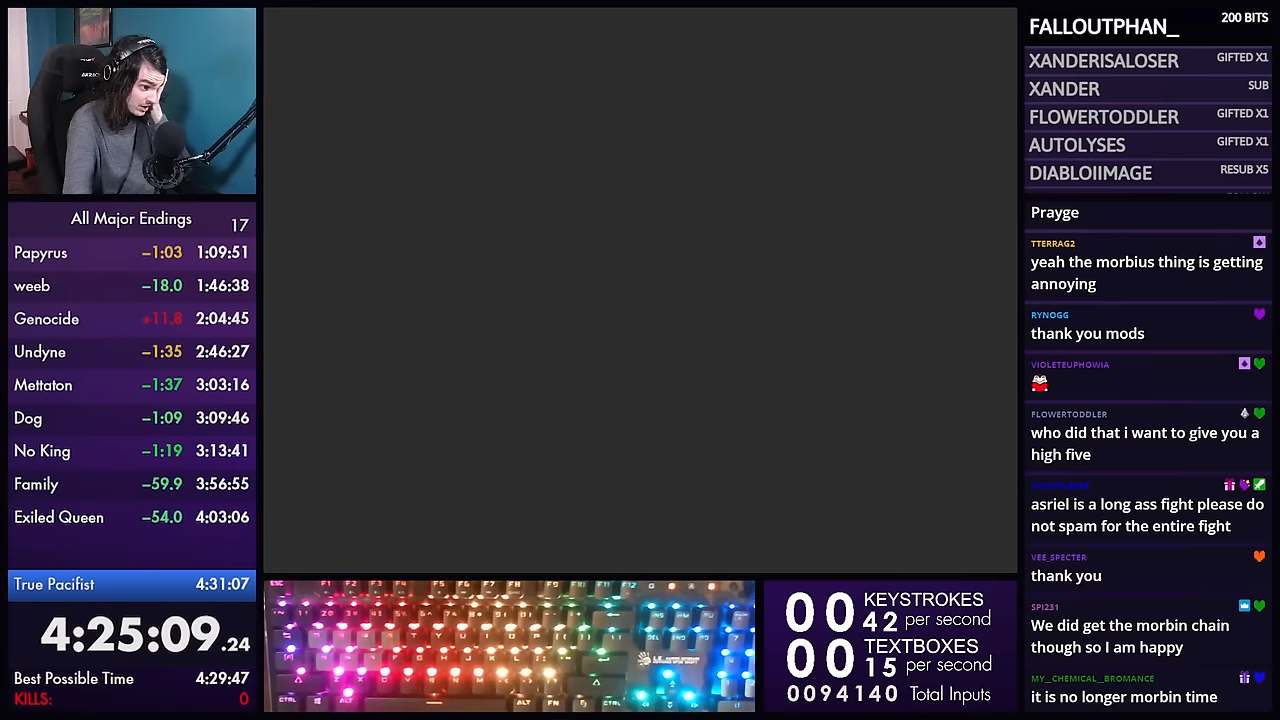 All Major Endings
17
Papyrus −1:03 1:09:51
weeb −18.0 1:46:38
Genocide +11.8 2:04:45
Undyne −1:35 2:46:27
Mettaton −1:37 3:03:16
Dog −1:09 3:09:46
No King −1:19 3:13:41
Family −59.9 3:56:55
Exiled Queen −54.0 4:03:06
True Pacifist 4:31:07
4:25:09.24
Best Possible Time 4:29:47
KILLS: 0
00.42 KEYSTROKES per second
00.15 TEXTBOXES per second
0094140 Total Inputs
FALLOUTPHAN_ 200 BITS
XANDERISALOSER GIFTED X1
XANDER SUB
FLOWERTODDLER GIFTED X1
AUTOLYSES GIFTED X1
DIABLOIIMAGE RESUB X5
Prayge
TTERRAG2
yeah the morbius thing is getting
annoying
RYNOGG
thank you mods
VIOLETEUPHOWIA
FLOWERTODDLER
who did that i want to give you a
high five
asriel is a long ass fight please do
not spam for the entire fight
VEE_SPECTER
thank you
SPI231
We did get the morbin chain
though so I am happy
MY_CHEMICAL_BROMANCE
it is no longer morbin time